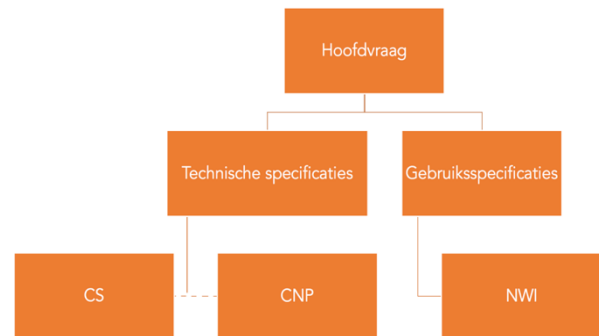 Hoofdvraag
Technische specificaties
Gebruiksspecificaties
CS
CNP
NWI